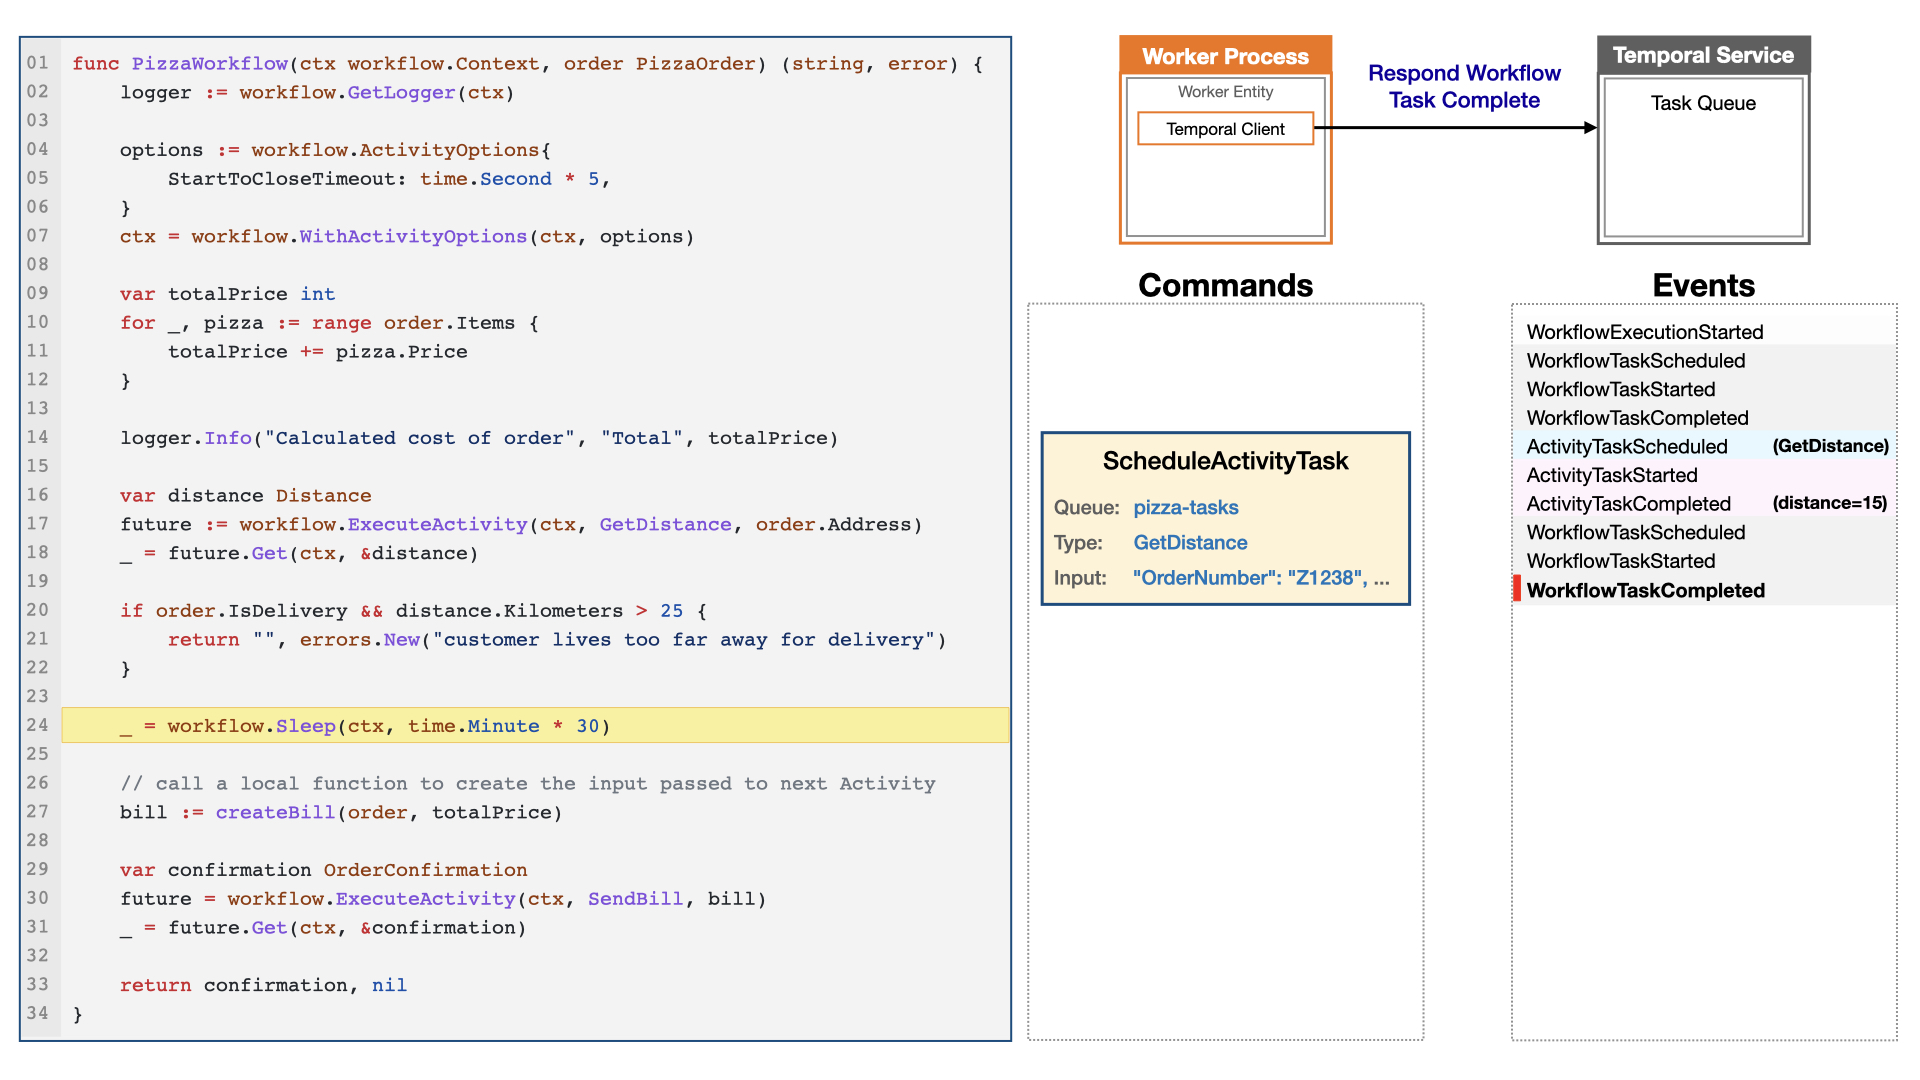 01 func PizzaWorkflow(ctx workflow.Context, order PizzaOrder) (string, error) {
02     logger := workflow.GetLogger(ctx)
03
04     options := workflow.ActivityOptions{
05         StartToCloseTimeout: time.Second * 5,
06     }
07     ctx = workflow.WithActivityOptions(ctx, options)
08
09     var totalPrice int
10     for _, pizza := range order.Items {
11         totalPrice += pizza.Price
12     }
13
14     logger.Info("Calculated cost of order", "Total", totalPrice)
15
16     var distance Distance
17     future := workflow.ExecuteActivity(ctx, GetDistance, order.Address)
18     _ = future.Get(ctx, &distance)
19
20     if order.IsDelivery && distance.Kilometers > 25 {
21         return "", errors.New("customer lives too far away for delivery")
22     }
23
24     _ = workflow.Sleep(ctx, time.Minute * 30)
25
26     // call a local function to create the input passed to next Activity
27     bill := createBill(order, totalPrice)
28
29     var confirmation OrderConfirmation
30     future = workflow.ExecuteActivity(ctx, SendBill, bill)
31     _ = future.Get(ctx, &confirmation)
32
33     return confirmation, nil
34 }
Worker Process
Worker Entity
Temporal Client
Respond Workflow
Task Complete
Temporal Service
Task Queue
Commands
ScheduleActivityTask
Queue: pizza-tasks
Type: GetDistance
Input: "OrderNumber": "Z1238", ...
Events
WorkflowExecutionStarted
WorkflowTaskScheduled
WorkflowTaskStarted
WorkflowTaskCompleted
ActivityTaskScheduled (GetDistance)
ActivityTaskStarted
ActivityTaskCompleted (distance=15)
WorkflowTaskScheduled
WorkflowTaskStarted
WorkflowTaskCompleted